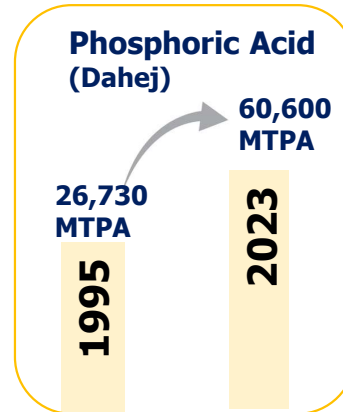 Phosphoric Acid
(Dahej)
60,600
MTPA
26,730
MTPA
1995
2023